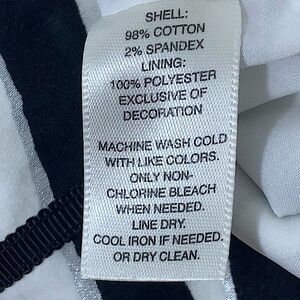 SHELL:
98% COTTON
2% SPANDEX
LINING:
100% POLYESTER
EXCLUSIVE OF
DECORATION
MACHINE WASH COLD
WITH LIKE COLORS.
ONLY NON-
CHLORINE BLEACH
WHEN NEEDED.
LINE DRY.
COOL IRON IF NEEDED.
OR DRY CLEAN.